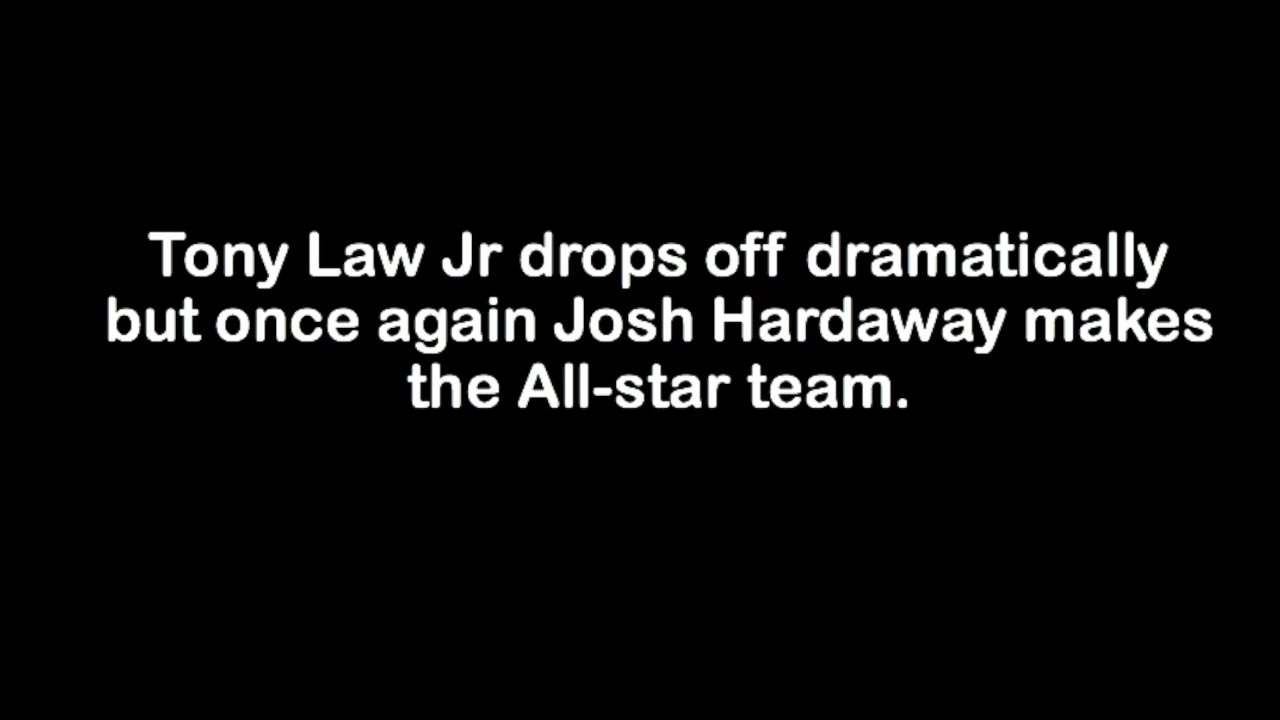 Tony Law Jr drops off dramatically
but once again Josh Hardaway makes
the All-star team.